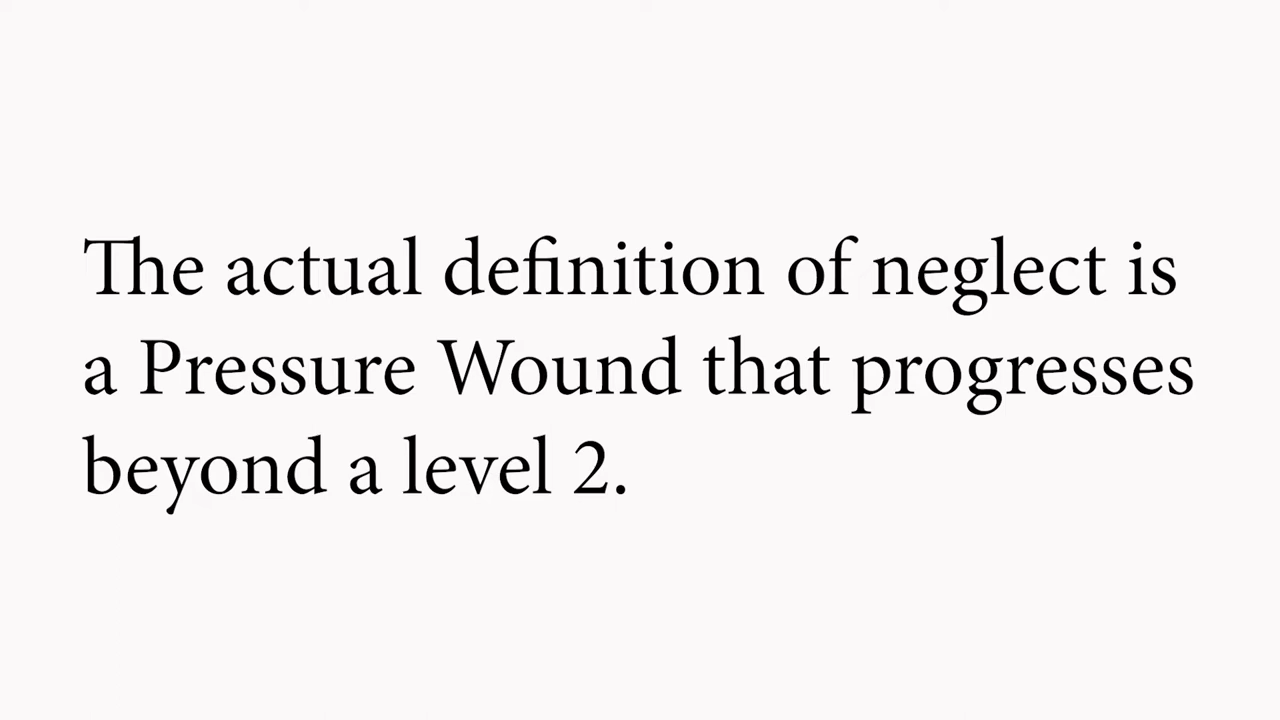 The actual definition of neglect is
a Pressure Wound that progresses
beyond a level 2.